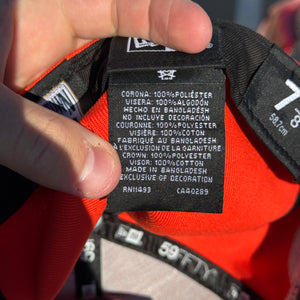 CORONA: 100%POLIÉSTER
VISERA: 100%ALGODÓN
HECHO EN BANGLADESH
NO INCLUYE DECORACIÓN
COURONNE: 100%POLYESTER
VISIÈRE: 100%COTON
FABRIQUÉ AU BANGLADESH
À L'EXCLUSION DE LA GARNITURE
CROWN: 100%POLYESTER
VISOR: 100%COTTON
MADE IN BANGLADESH
EXCLUSIVE OF DECORATION
RN11493 CA40289
7
8
58.7cm
59FIFTY